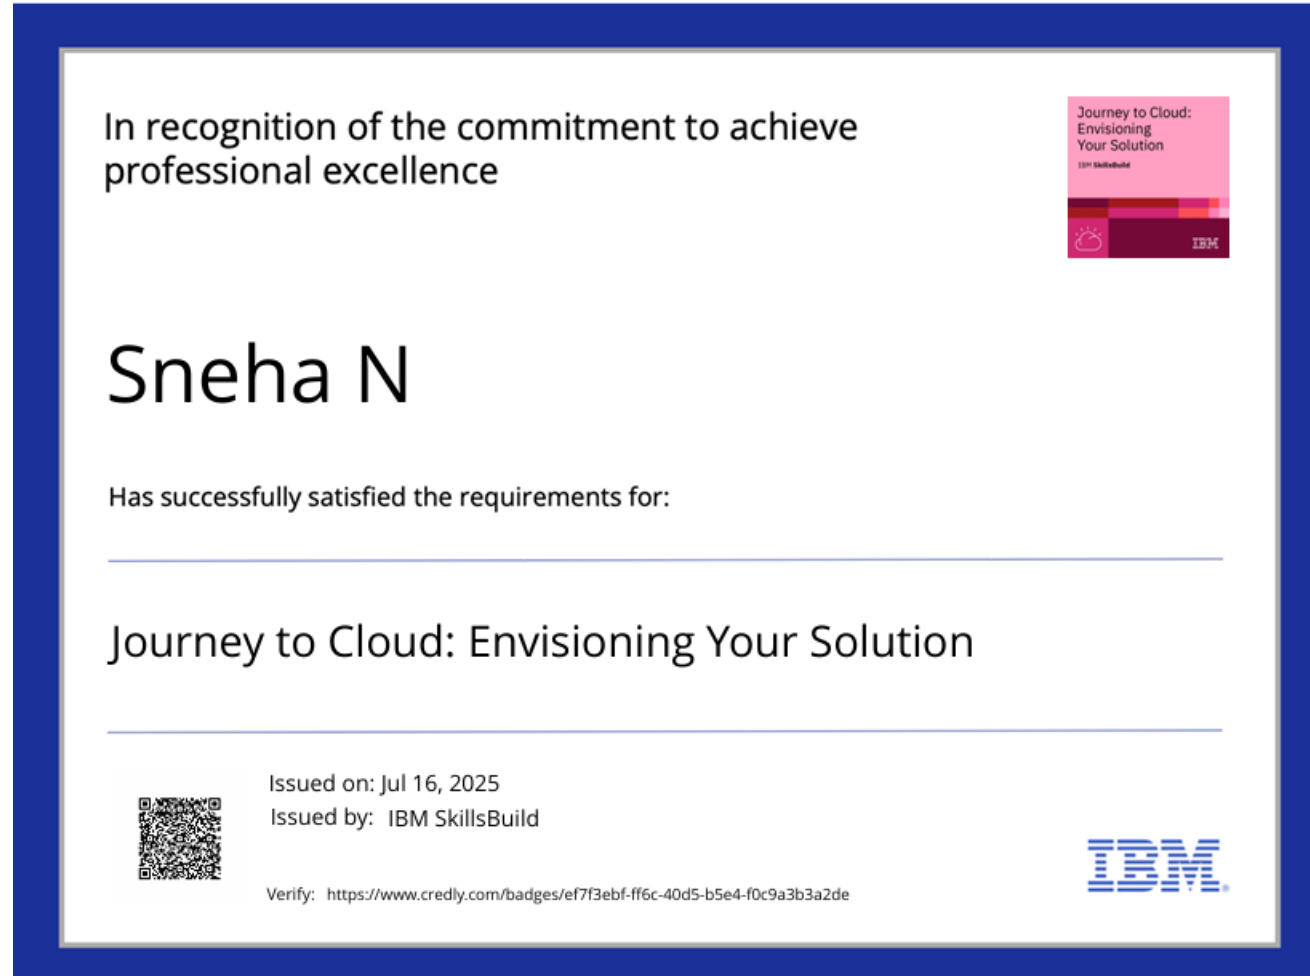 In recognition of the commitment to achieve
professional excellence
Journey to Cloud:
Envisioning
Your Solution
IBM SkillsBuild
IBM
Sneha N
Has successfully satisfied the requirements for:
Journey to Cloud: Envisioning Your Solution
Issued on: Jul 16, 2025
Issued by: IBM SkillsBuild
Verify: https://www.credly.com/badges/ef7f3ebf-ff6c-40d5-b5e4-f0c9a3b3a2de
IBM®